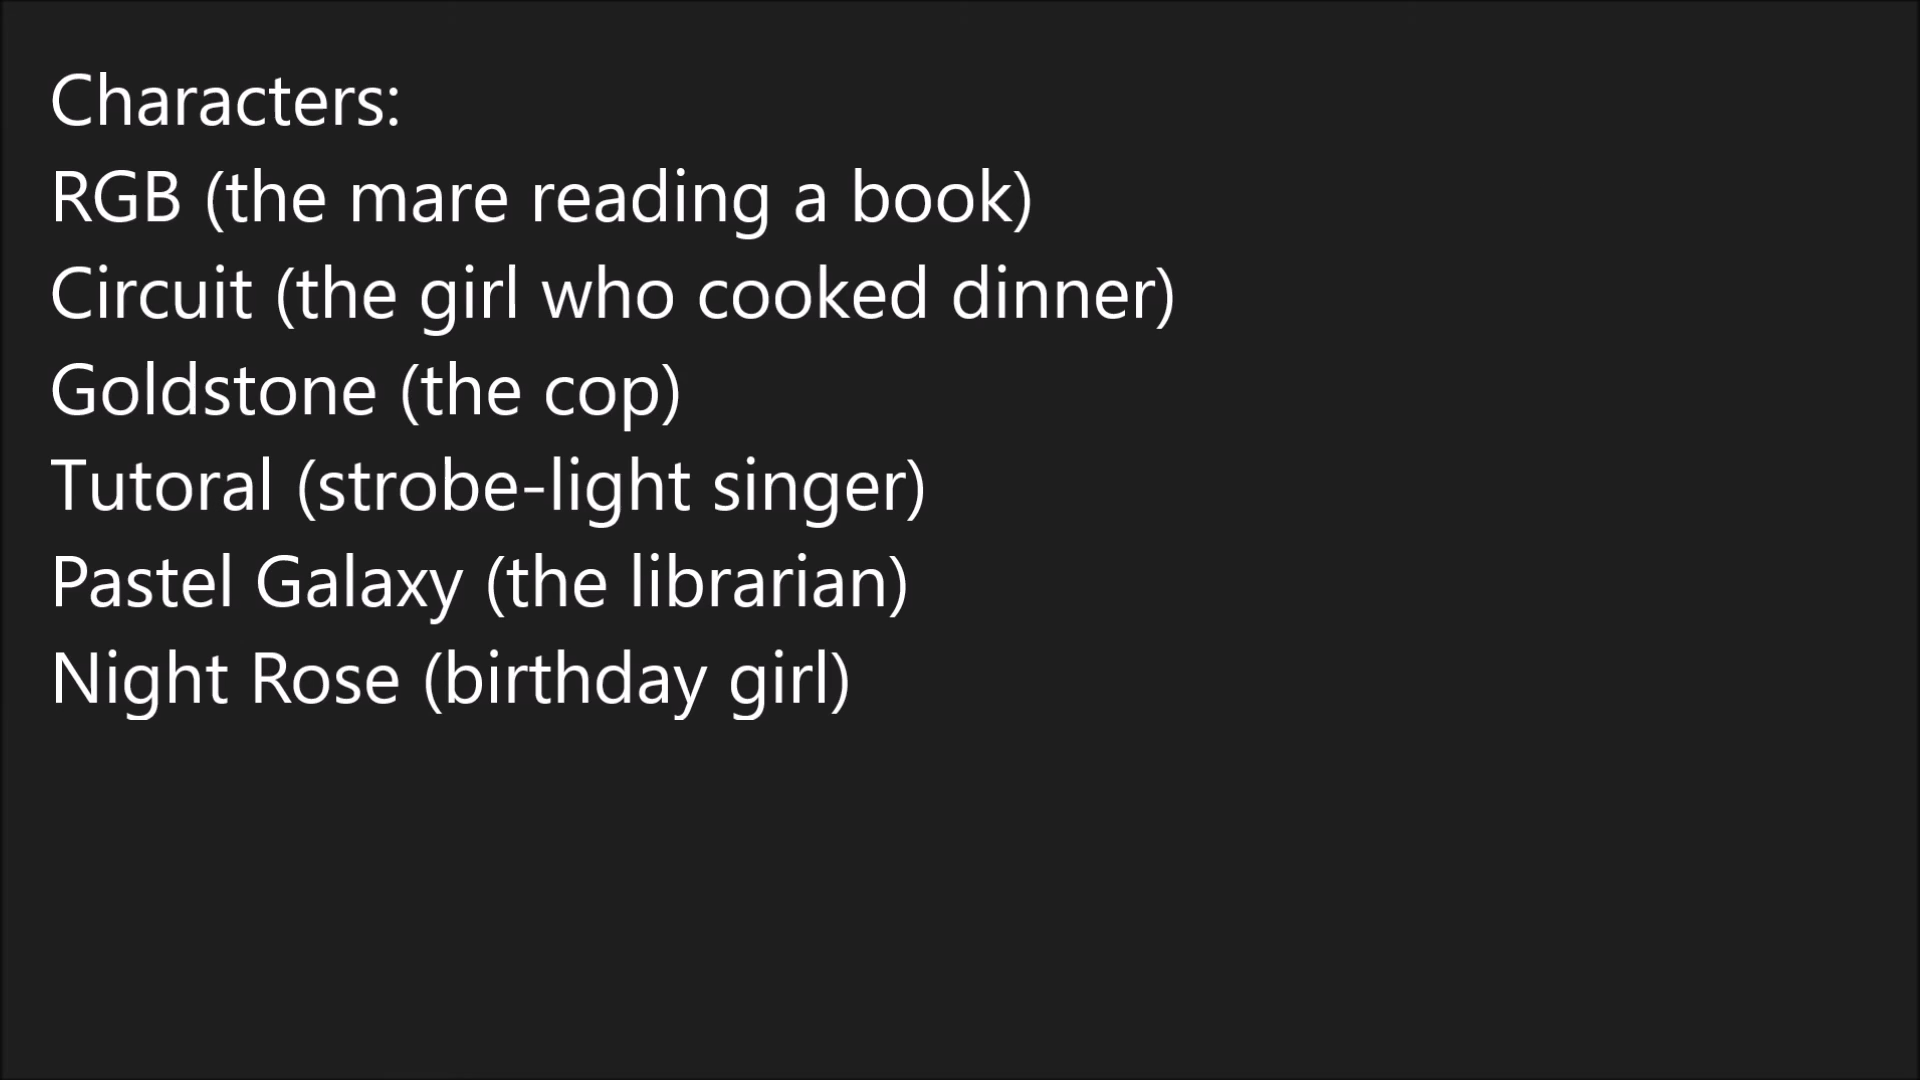 Characters:
RGB (the mare reading a book)
Circuit (the girl who cooked dinner)
Goldstone (the cop)
Tutoral (strobe-light singer)
Pastel Galaxy (the librarian)
Night Rose (birthday girl)